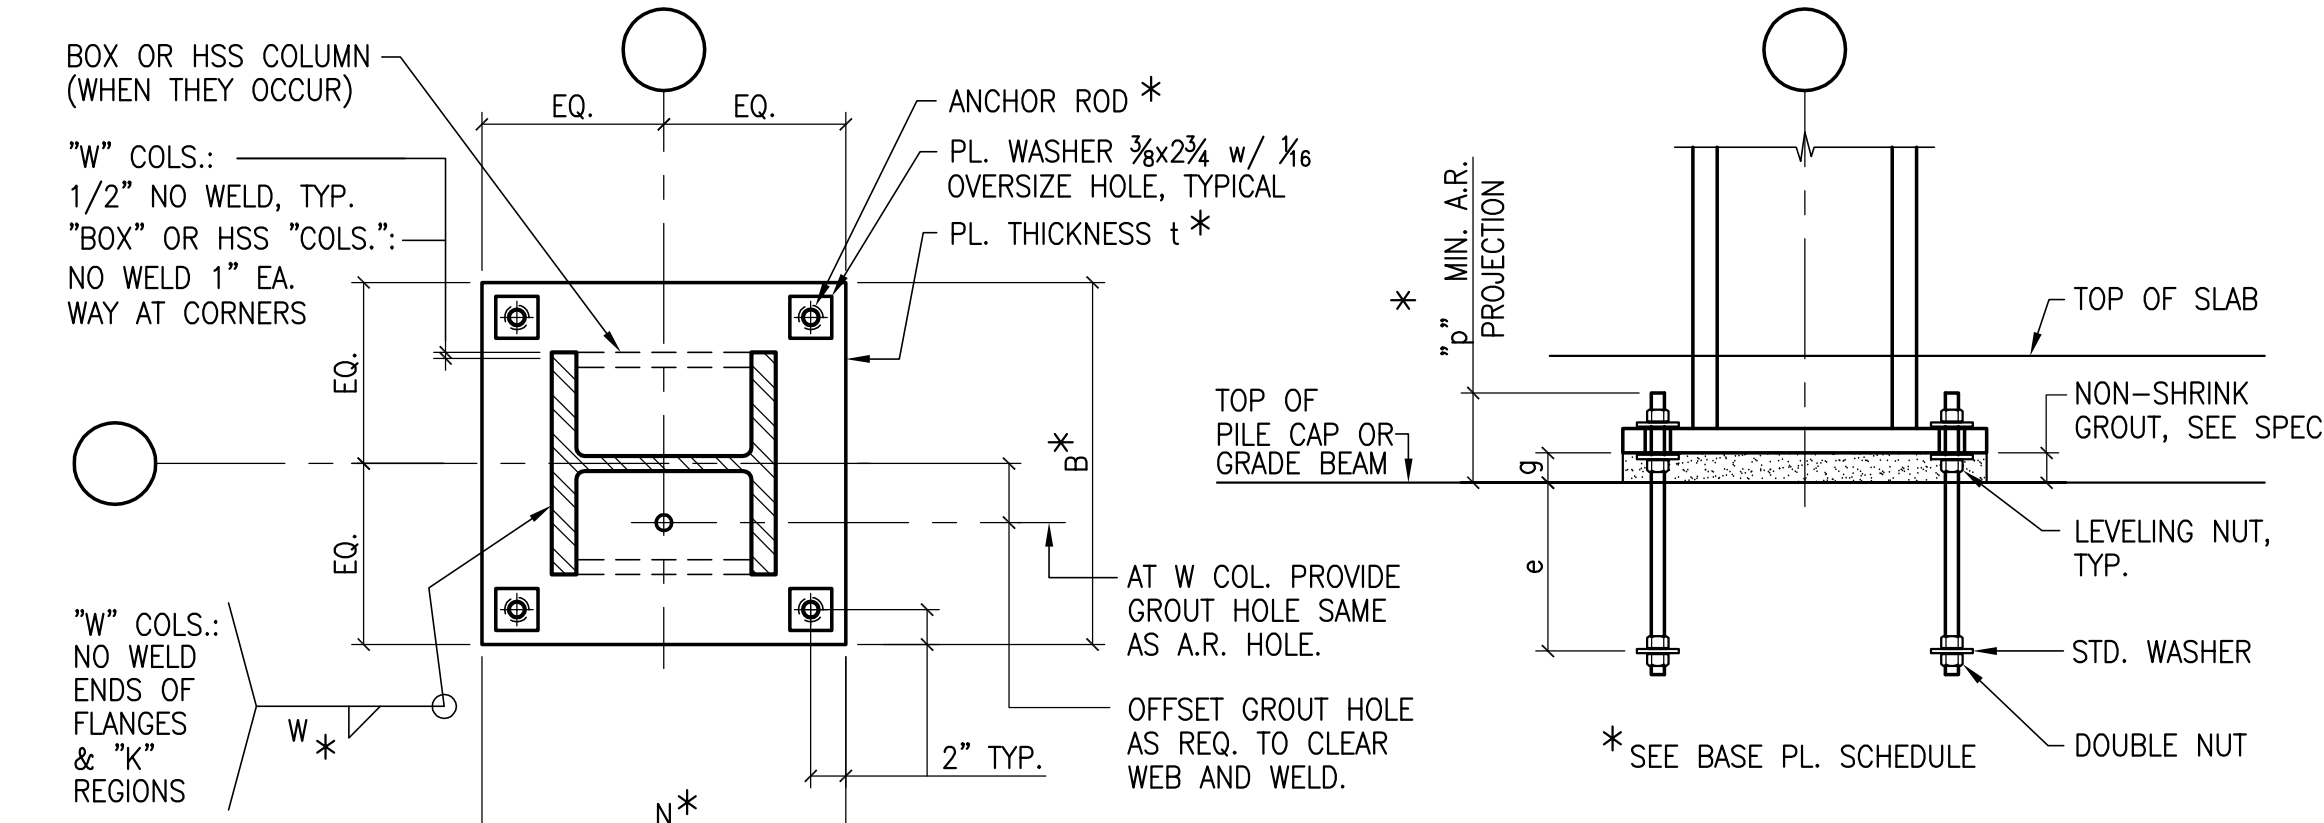 BOX OR HSS COLUMN
(WHEN THEY OCCUR)
"W" COLS.:
1/2" NO WELD, TYP.
"BOX" OR HSS "COLS.":
NO WELD 1" EA.
WAY AT CORNERS
EQ.
EQ.
ANCHOR ROD *
PL. WASHER 3/8x2 3/4 w/ 1/16
OVERSIZE HOLE, TYPICAL
PL. THICKNESS t *
EQ.
EQ.
B*
"W" COLS.:
NO WELD
ENDS OF
FLANGES
& "K"
REGIONS
W *
AT W COL. PROVIDE
GROUT HOLE SAME
AS A.R. HOLE.
OFFSET GROUT HOLE
AS REQ. TO CLEAR
WEB AND WELD.
2" TYP.
N*
* "p" MIN. A.R.
PROJECTION
TOP OF
PILE CAP OR
GRADE BEAM
g
e
TOP OF SLAB
NON-SHRINK
GROUT, SEE SPEC
LEVELING NUT,
TYP.
STD. WASHER
DOUBLE NUT
* SEE BASE PL. SCHEDULE